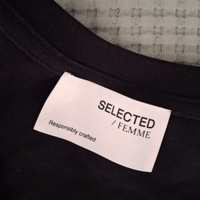 SELECTED
/ FEMME
Responsibly crafted